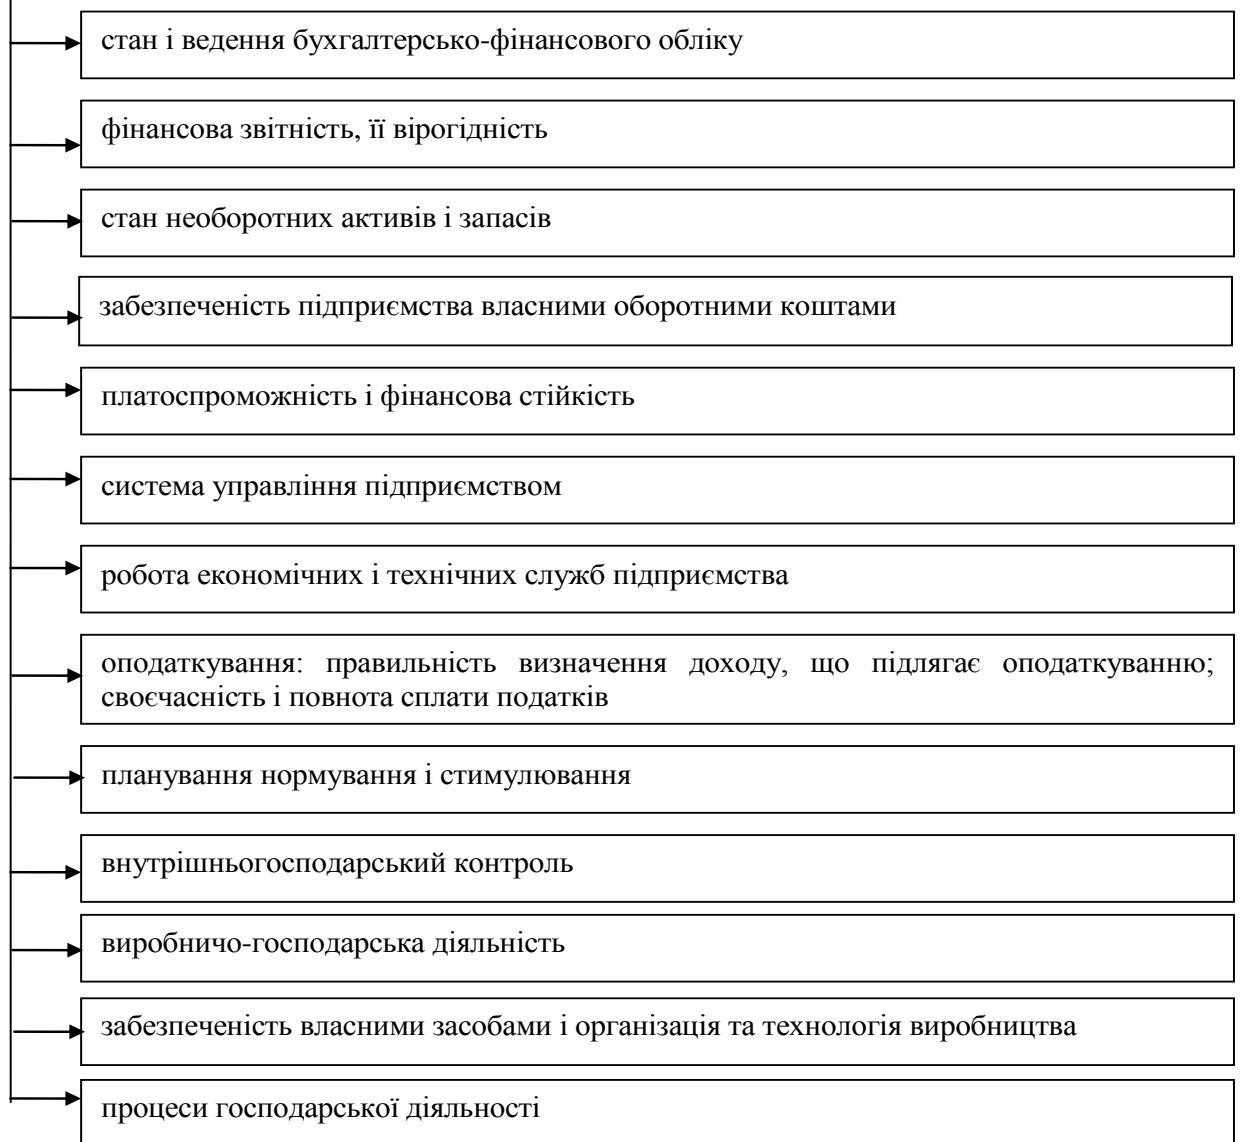 стан і ведення бухгалтерсько-фінансового обліку
фінансова звітність, її вірогідність
стан необоротних активів і запасів
забезпеченість підприємства власними оборотними коштами
платоспроможність і фінансова стійкість
система управління підприємством
робота економічних і технічних служб підприємства
оподаткування: правильність визначення доходу, що підлягає оподаткуванню;
своєчасність і повнота сплати податків
планування нормування і стимулювання
внутрішньогосподарський контроль
виробничо-господарська діяльність
забезпеченість власними засобами і організація та технологія виробництва
процеси господарської діяльності